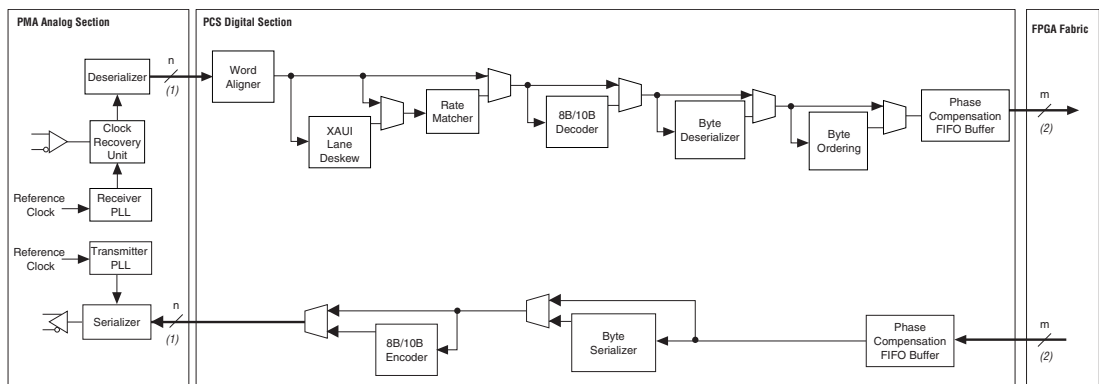 PMA Analog Section
PCS Digital Section
FPGA Fabric
Deserializer
n
(1)
Word
Aligner
XAUI
Lane
Deskew
Rate
Matcher
8B/10B
Decoder
Byte
Deserializer
Byte
Ordering
Phase
Compensation
FIFO Buffer
m
(2)
Clock
Recovery
Unit
Reference
Clock
Receiver
PLL
Reference
Clock
Transmitter
PLL
Serializer
n
(1)
8B/10B
Encoder
Byte
Serializer
Phase
Compensation
FIFO Buffer
m
(2)